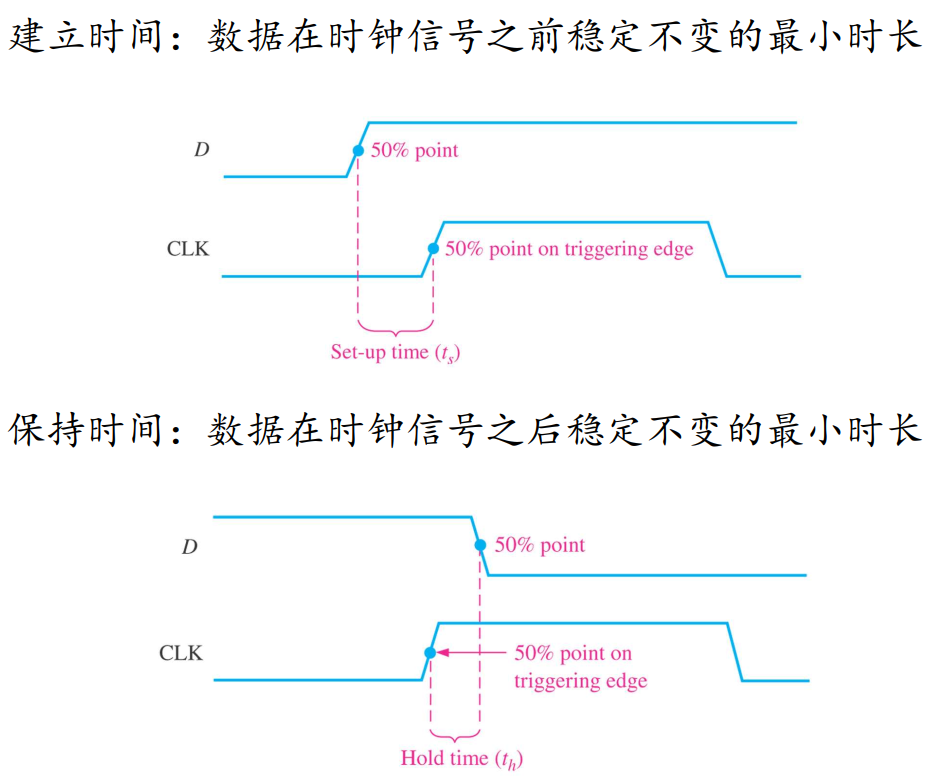 建立时间：数据在时钟信号之前稳定不变的最小时长
D
50% point
CLK
50% point on triggering edge
Set-up time (tₛ)
保持时间：数据在时钟信号之后稳定不变的最小时长
D
50% point
CLK
50% point on
triggering edge
Hold time (tₕ)